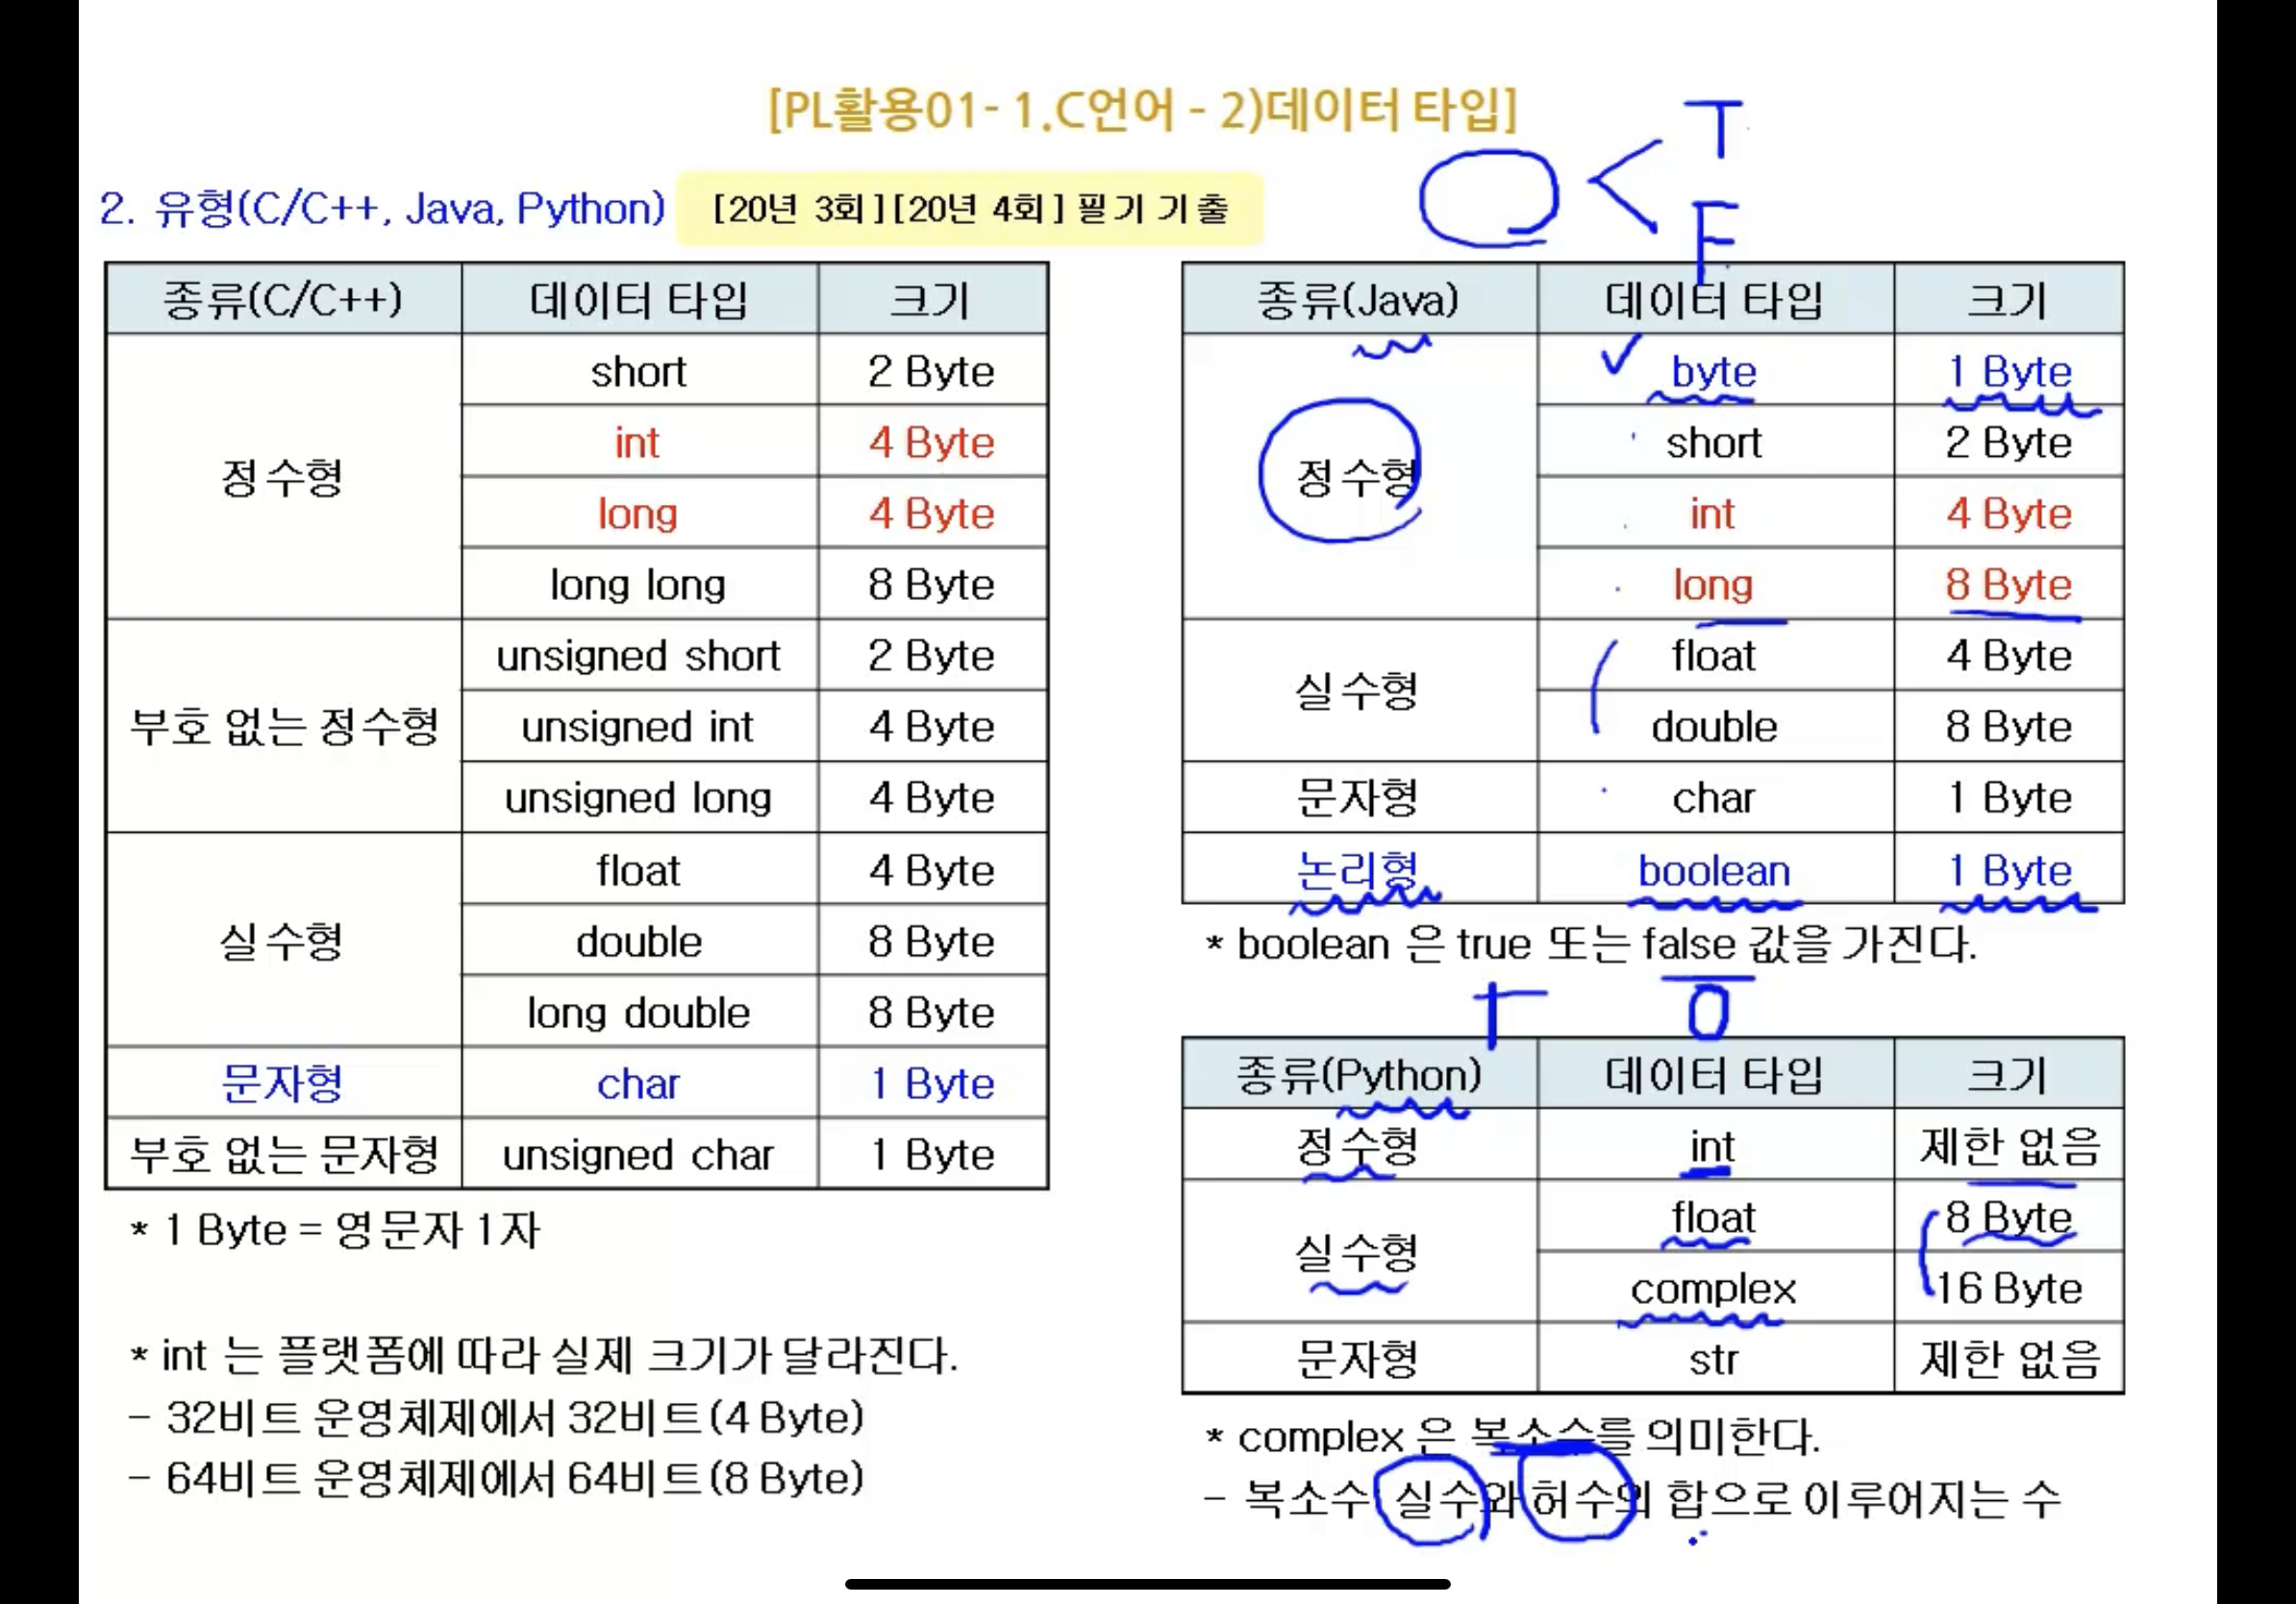 [PL활용01- 1.C언어 - 2)데이터 타입]
T
F
2. 유형(C/C++, Java, Python)
[20년 3회][20년 4회] 필기 기출
종류(C/C++) 데이터 타입 크기
정수형 short 2 Byte
int 4 Byte
long 4 Byte
long long 8 Byte
부호 없는 정수형 unsigned short 2 Byte
unsigned int 4 Byte
unsigned long 4 Byte
실수형 float 4 Byte
double 8 Byte
long double 8 Byte
문자형 char 1 Byte
부호 없는 문자형 unsigned char 1 Byte
* 1 Byte = 영문자 1자
* int 는 플랫폼에 따라 실제 크기가 달라진다.
- 32비트 운영체제에서 32비트(4 Byte)
- 64비트 운영체제에서 64비트(8 Byte)
종류(Java) 데이터 타입 크기
정수형 byte 1 Byte
short 2 Byte
int 4 Byte
long 8 Byte
실수형 float 4 Byte
double 8 Byte
문자형 char 1 Byte
논리형 boolean 1 Byte
* boolean 은 true 또는 false 값을 가진다.
0
종류(Python) 데이터 타입 크기
정수형 int 제한 없음
실수형 float 8 Byte
complex 16 Byte
문자형 str 제한 없음
* complex 은 복소수를 의미한다.
- 복소수 실수와 허수의 합으로 이루어지는 수